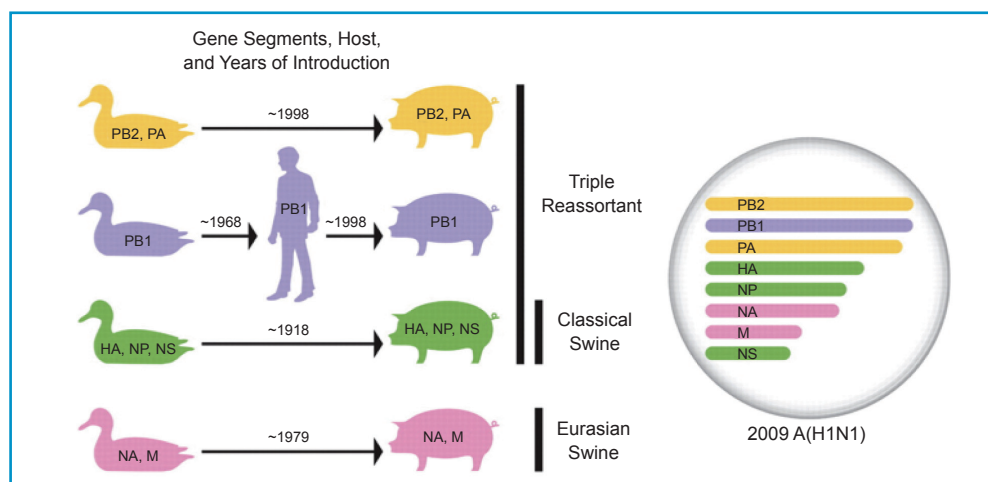 Gene Segments, Host,
and Years of Introduction
PB2, PA
~1998
PB2, PA
PB1
~1968
PB1
~1998
PB1
HA, NP, NS
~1918
HA, NP, NS
NA, M
~1979
NA, M
Triple
Reassortant
Classical
Swine
Eurasian
Swine
PB2
PB1
PA
HA
NP
NA
M
NS
2009 A(H1N1)